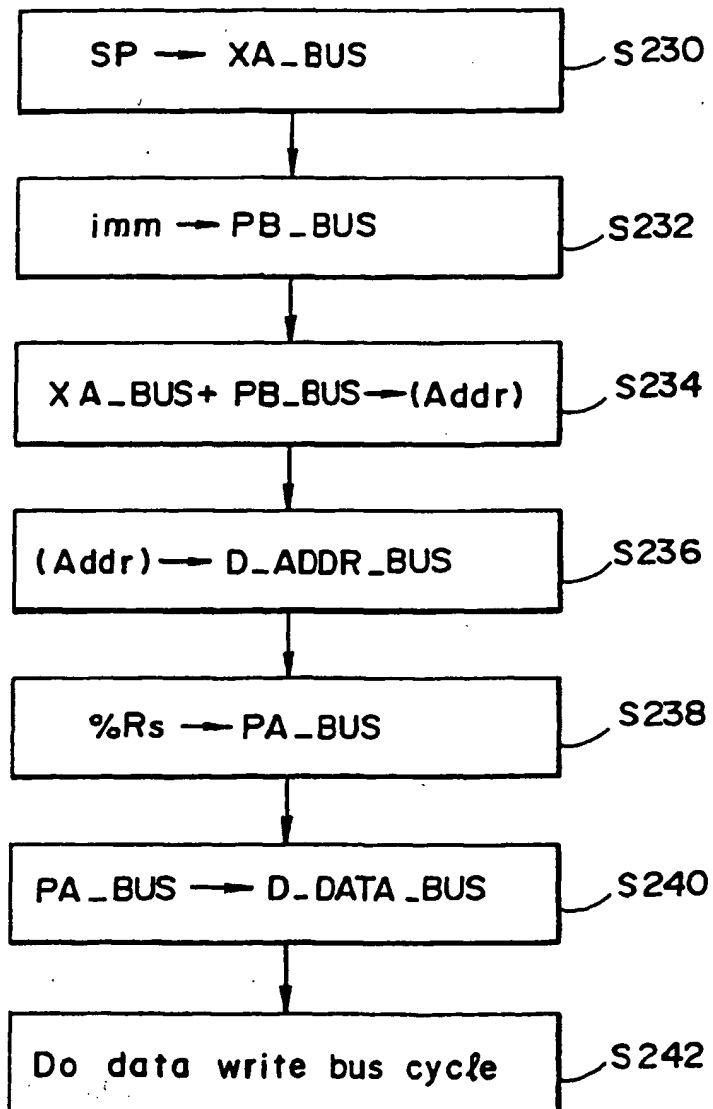 SP → XA_BUS
S230
imm → PB_BUS
S232
XA_BUS+ PB_BUS→(Addr)
S234
(Addr)→ D_ADDR_BUS
S236
%Rs → PA_BUS
S238
PA_BUS → D_DATA_BUS
S240
Do data write bus cycle
S242